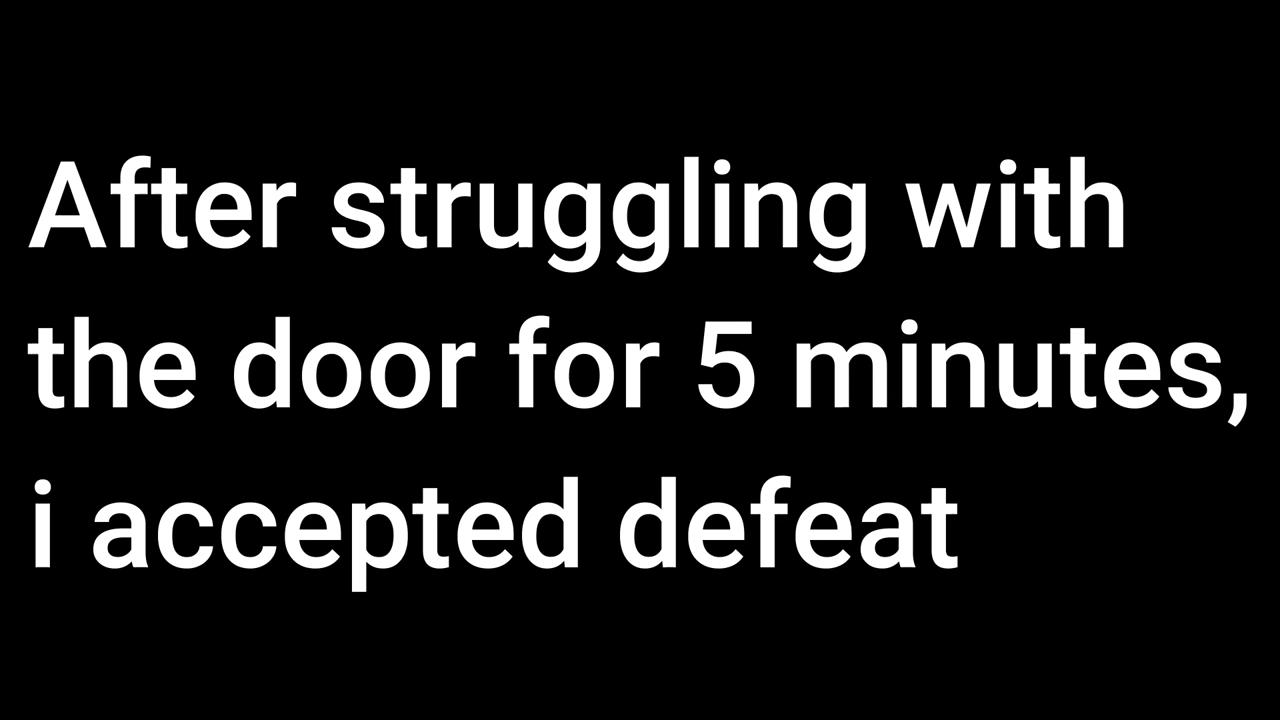 After struggling with
the door for 5 minutes,
i accepted defeat